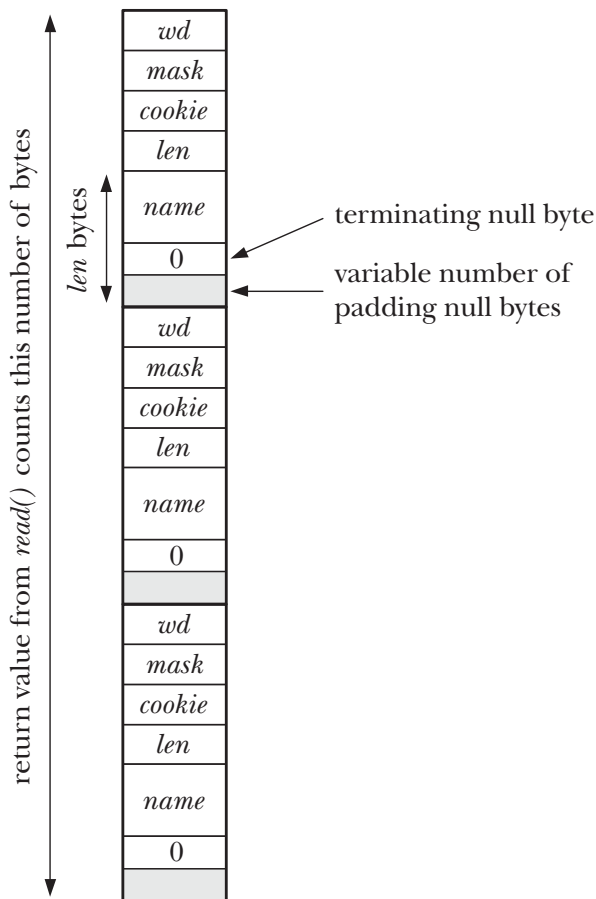 return value from read() counts this number of bytes
wd
mask
cookie
len
len bytes
name
terminating null byte
0
variable number of
padding null bytes
wd
mask
cookie
len
name
0
wd
mask
cookie
len
name
0